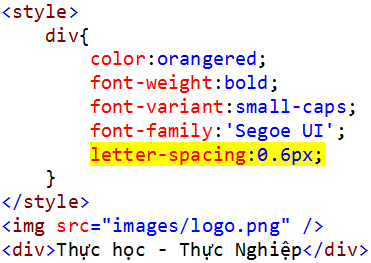 <style>
div{
color:orangered;
font-weight:bold;
font-variant:small-caps;
font-family:'Segoe UI';
letter-spacing:0.6px;
}
</style>
<img src="images/logo.png" />
<div>Thực học - Thực Nghiệp</div>